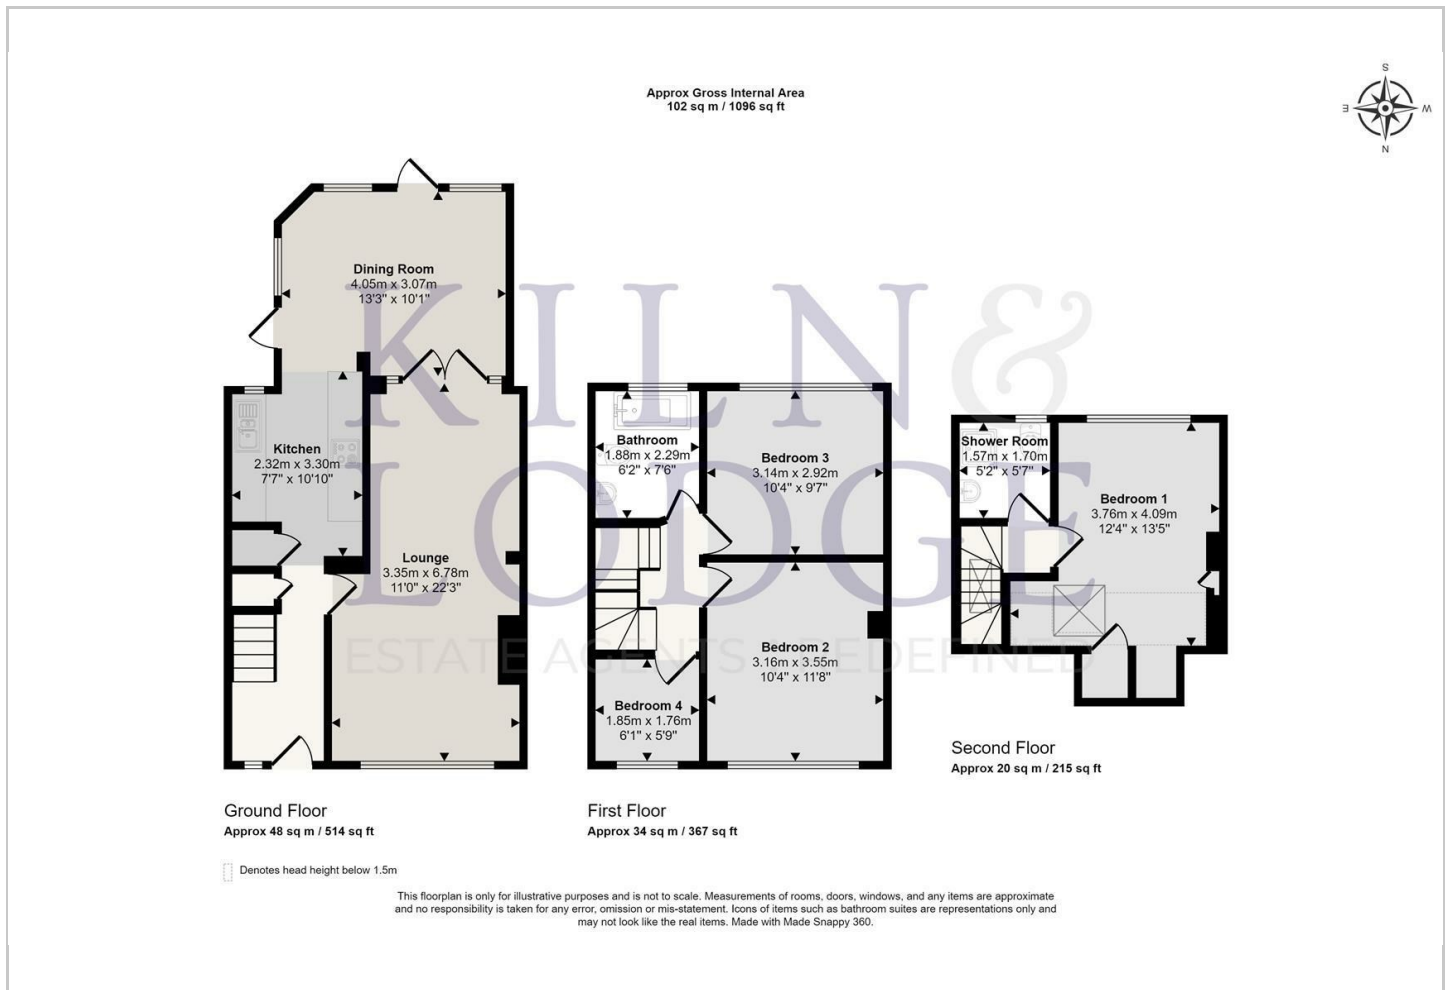 Approx Gross Internal Area
102 sq m / 1096 sq ft
S
E
W
N
Dining Room
4.05m x 3.07m
13'3" x 10'1"
KILN &
LODGE
ESTATE AGENTS AREDEFINED
Kitchen
2.32m x 3.30m
7'7" x 10'10"
Lounge
3.35m x 6.78m
11'0" x 22'3"
Ground Floor
Approx 48 sq m / 514 sq ft
Bathroom
1.88m x 2.29m
6'2" x 7'6"
Bedroom 3
3.14m x 2.92m
10'4" x 9'7"
Bedroom 2
3.16m x 3.55m
10'4" x 11'8"
Bedroom 4
1.85m x 1.76m
6'1" x 5'9"
First Floor
Approx 34 sq m / 367 sq ft
Shower Room
1.57m x 1.70m
5'2" x 5'7"
Bedroom 1
3.76m x 4.09m
12'4" x 13'5"
Second Floor
Approx 20 sq m / 215 sq ft
Denotes head height below 1.5m
This floorplan is only for illustrative purposes and is not to scale. Measurements of rooms, doors, windows, and any items are approximate
and no responsibility is taken for any error, omission or mis-statement. Icons of items such as bathroom suites are representations only and
may not look like the real items. Made with Made Snappy 360.